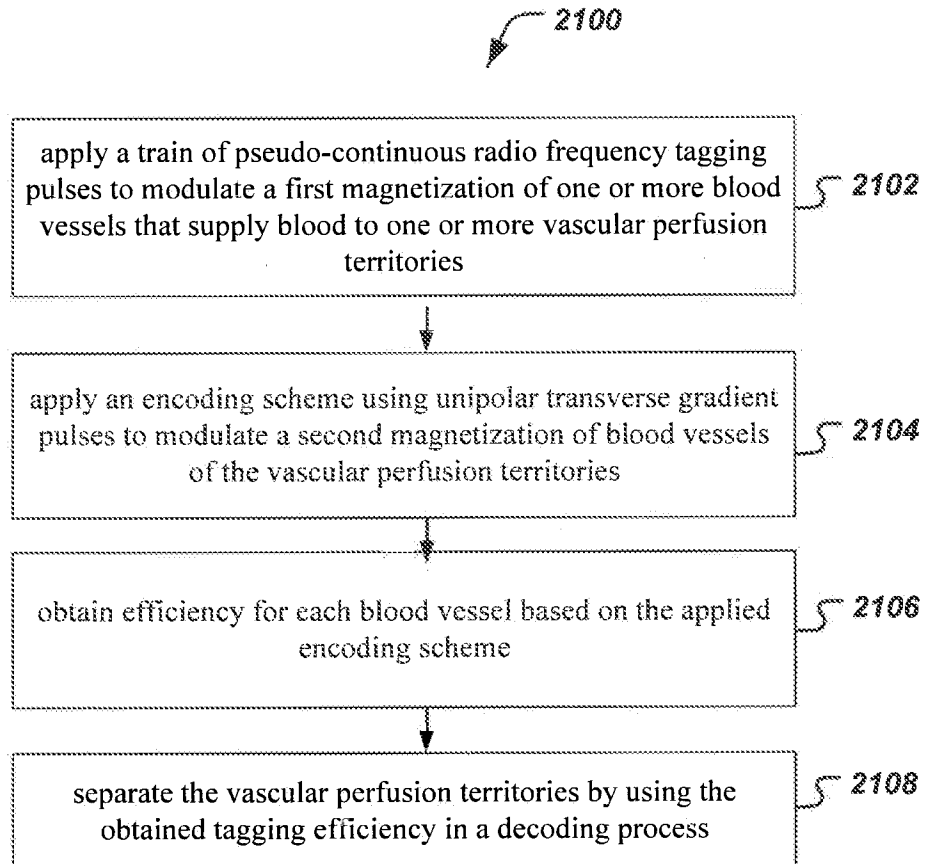 2100
apply a train of pseudo-continuous radio frequency tagging
pulses to modulate a first magnetization of one or more blood
vessels that supply blood to one or more vascular perfusion
territories
2102
apply an encoding scheme using unipolar transverse gradient
pulses to modulate a second magnetization of blood vessels
of the vascular perfusion territories
2104
obtain efficiency for each blood vessel based on the applied
encoding scheme
2106
separate the vascular perfusion territories by using the
obtained tagging efficiency in a decoding process
2108